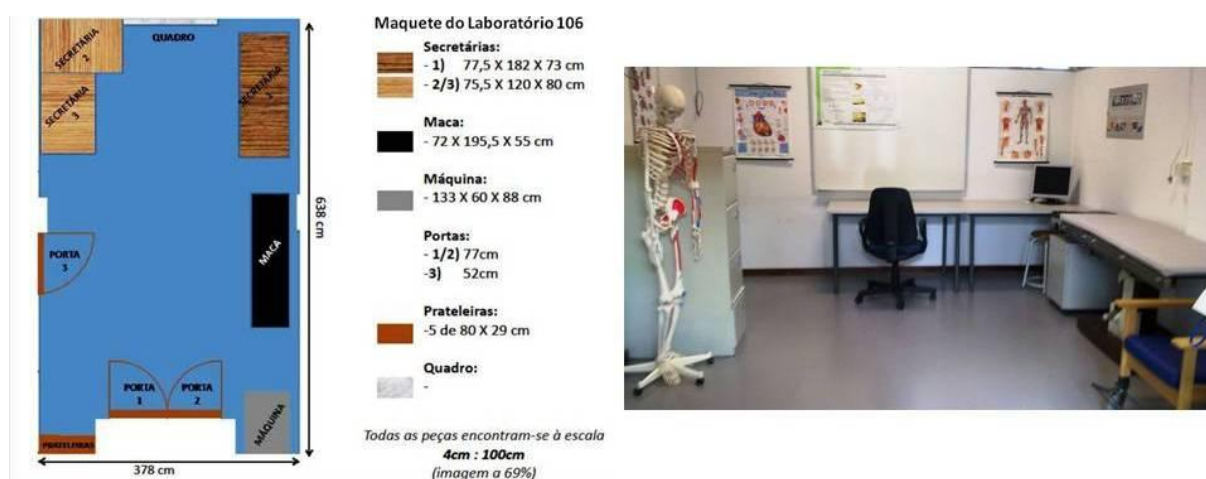 QUADRO
SECRETÁRIA
2
SECRETÁRIA
3
SECRETÁRIA
1
638 cm
MACA
PORTA
3
PORTA
1
PORTA
2
MÁQUINA
PRATELEIRAS
378 cm
Maquete do Laboratório 106
Secretárias:
- 1) 77,5 X 182 X 73 cm
- 2/3) 75,5 X 120 X 80 cm
Maca:
- 72 X 195,5 X 55 cm
Máquina:
- 133 X 60 X 88 cm
Portas:
- 1/2) 77cm
-3) 52cm
Prateleiras:
-5 de 80 X 29 cm
Quadro:
-
Todas as peças encontram-se à escala
4cm : 100cm
(imagem a 69%)